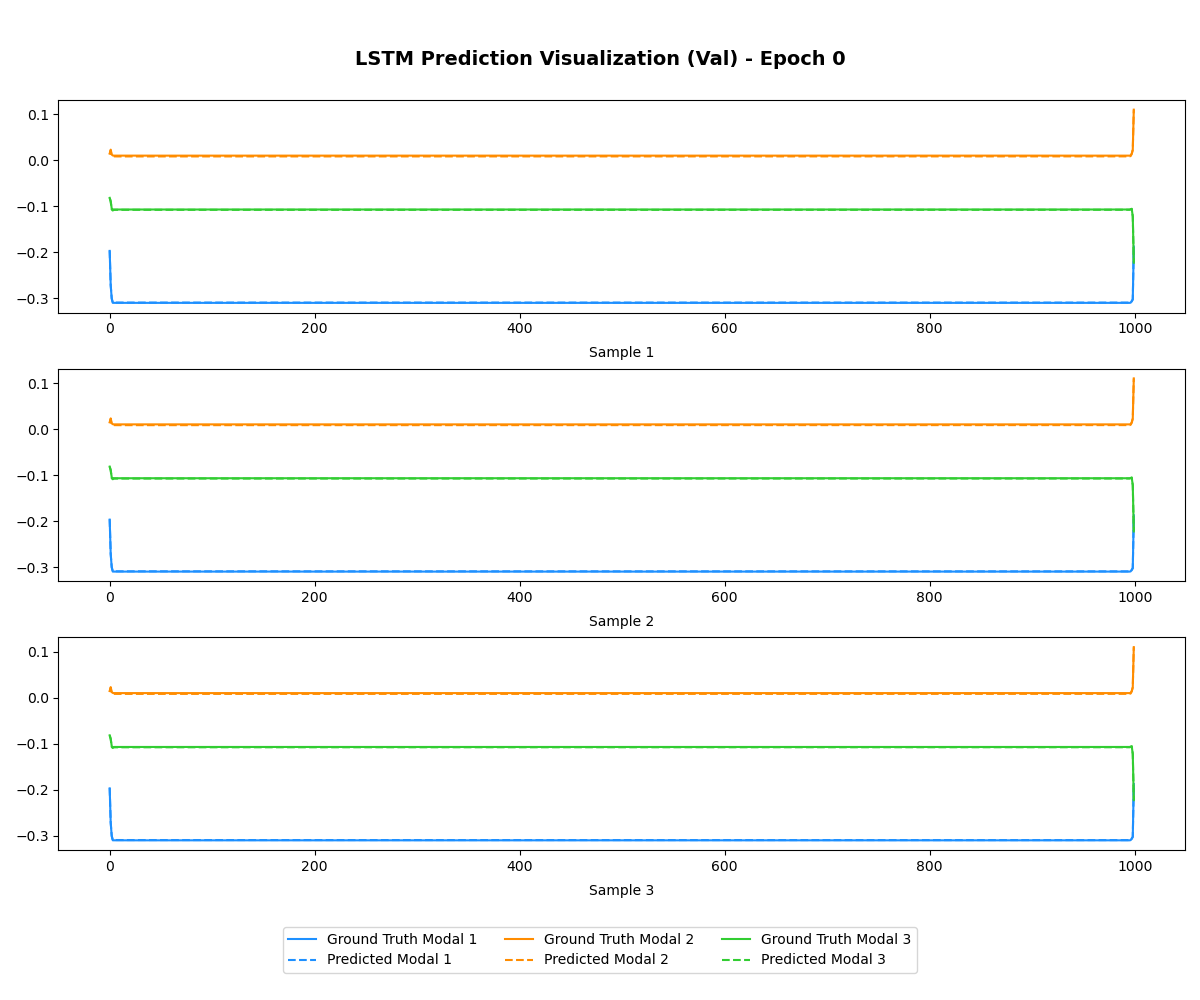 LSTM Prediction Visualization (Val) - Epoch 0
0.1
0.0
−0.1
−0.2
−0.3
0 200 400 600 800 1000
Sample 1
0.1
0.0
−0.1
−0.2
−0.3
0 200 400 600 800 1000
Sample 2
0.1
0.0
−0.1
−0.2
−0.3
0 200 400 600 800 1000
Sample 3
Ground Truth Modal 1 Ground Truth Modal 2 Ground Truth Modal 3
Predicted Modal 1 Predicted Modal 2 Predicted Modal 3